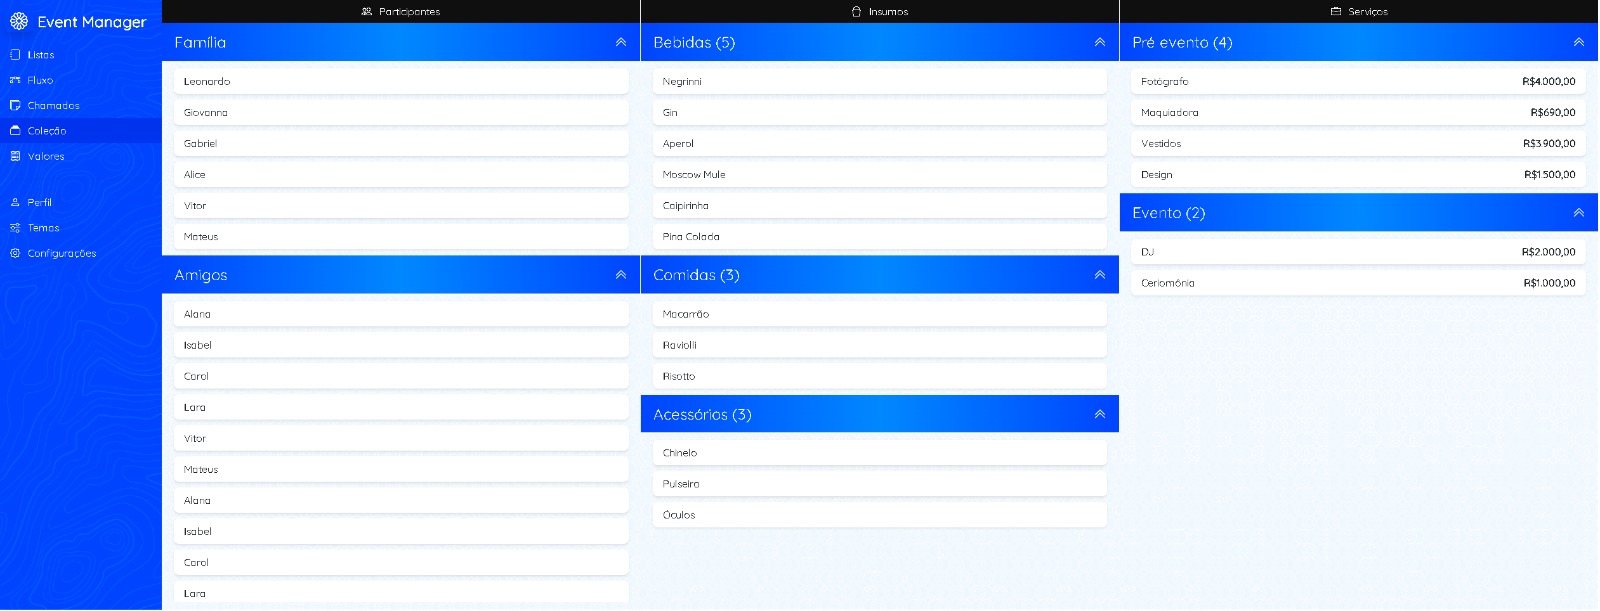 Event Manager
Listas
Fluxo
Chamados
Coleção
Valores
Perfil
Temas
Configurações
Participantes
Família
Leonardo
Giovanna
Gabriel
Alice
Vitor
Mateus
Amigos
Alana
Isabel
Carol
Lara
Vitor
Mateus
Alana
Isabel
Carol
Lara
Insumos
Bebidas (5)
Negrinni
Gin
Aperol
Moscow Mule
Caipirinha
Pina Colada
Comidas (3)
Macarrão
Raviolli
Risotto
Acessórios (3)
Chinelo
Pulseira
Óculos
Serviços
Pré evento (4)
Fotógrafo R$4.000,00
Maquiadora R$690,00
Vestidos R$3.900,00
Design R$1.500,00
Evento (2)
DJ R$2.000,00
Ceriomônia R$1.000,00